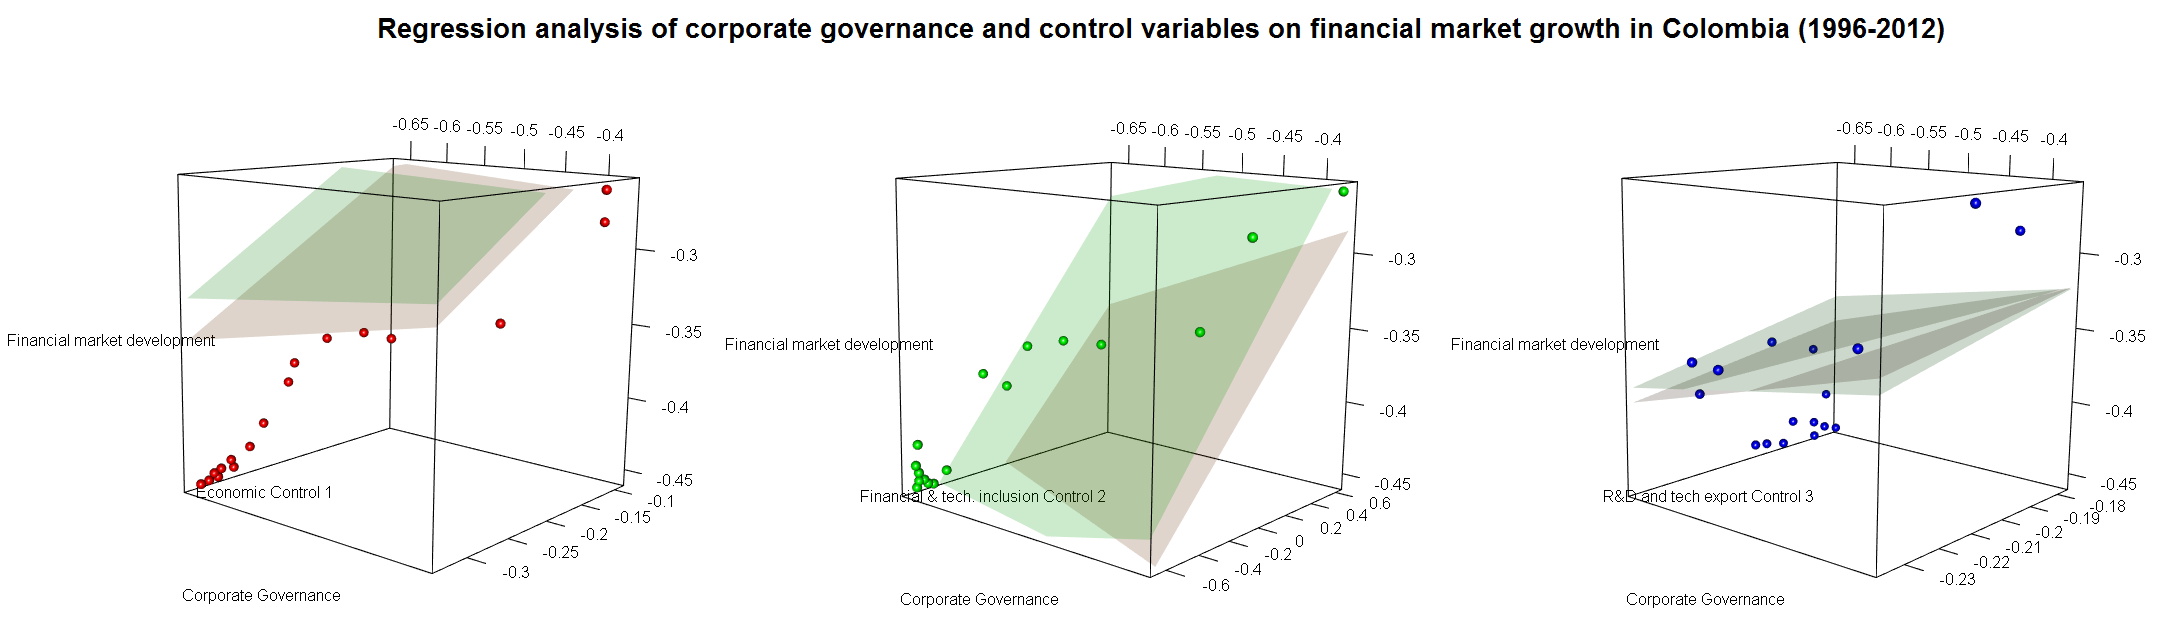 Regression analysis of corporate governance and control variables on financial market growth in Colombia (1996-2012)
-0.65 -0.6 -0.55 -0.5 -0.45 -0.4
-0.3
-0.35
-0.4
-0.45
-0.1
-0.15
-0.2
-0.25
-0.3
Financial market development
Economic Control 1
Corporate Governance
-0.65 -0.6 -0.55 -0.5 -0.45 -0.4
-0.3
-0.35
-0.4
-0.45
0.6
0.4
0.2
0
-0.2
-0.4
-0.6
Financial market development
Financial & tech. inclusion Control 2
Corporate Governance
-0.65 -0.6 -0.55 -0.5 -0.45 -0.4
-0.3
-0.35
-0.4
-0.45
-0.18
-0.19
-0.2
-0.21
-0.22
-0.23
Financial market development
R&D and tech export Control 3
Corporate Governance